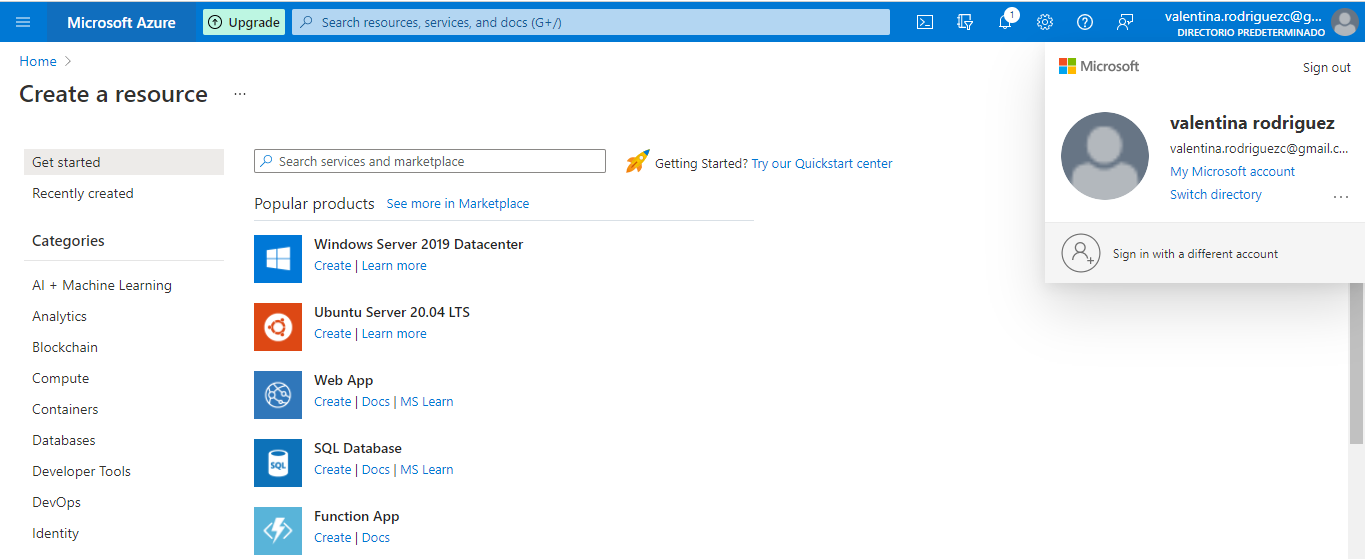 Microsoft Azure
Upgrade
Search resources, services, and docs (G+/)
1
valentina.rodriguezc@g...
DIRECTORIO PREDETERMINADO
Home >
Create a resource ...
Microsoft
Sign out
valentina rodriguez
valentina.rodriguezc@gmail.c...
My Microsoft account
Switch directory
...
Sign in with a different account
Get started
Recently created
Categories
AI + Machine Learning
Analytics
Blockchain
Compute
Containers
Databases
Developer Tools
DevOps
Identity
Search services and marketplace
Getting Started? Try our Quickstart center
Popular products See more in Marketplace
Windows Server 2019 Datacenter
Create | Learn more
Ubuntu Server 20.04 LTS
Create | Learn more
Web App
Create | Docs | MS Learn
SQL
SQL Database
Create | Docs | MS Learn
Function App
Create | Docs